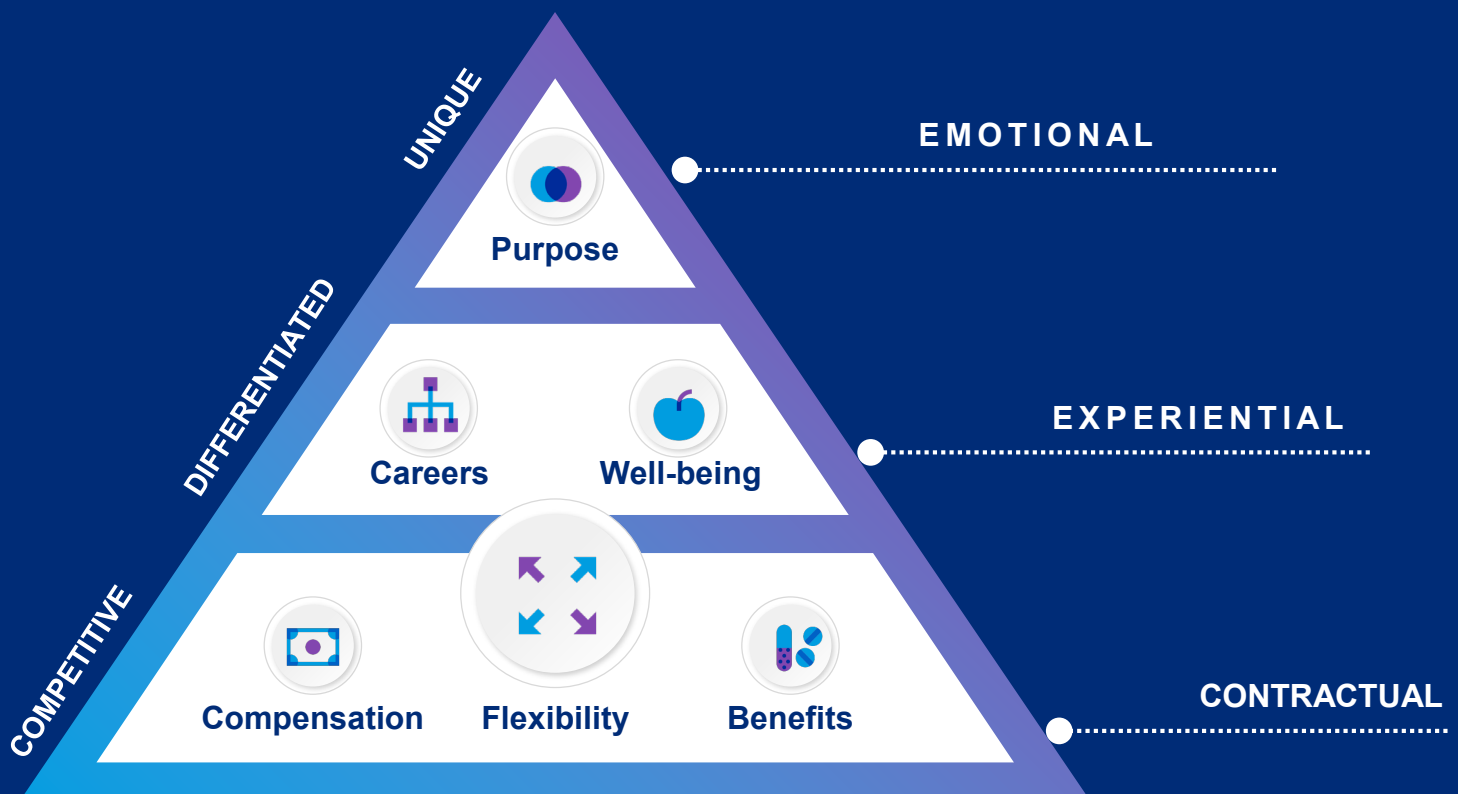 UNIQUE
EMOTIONAL
Purpose
DIFFERENTIATED
EXPERIENTIAL
Careers
Well-being
COMPETITIVE
CONTRACTUAL
Compensation
Flexibility
Benefits